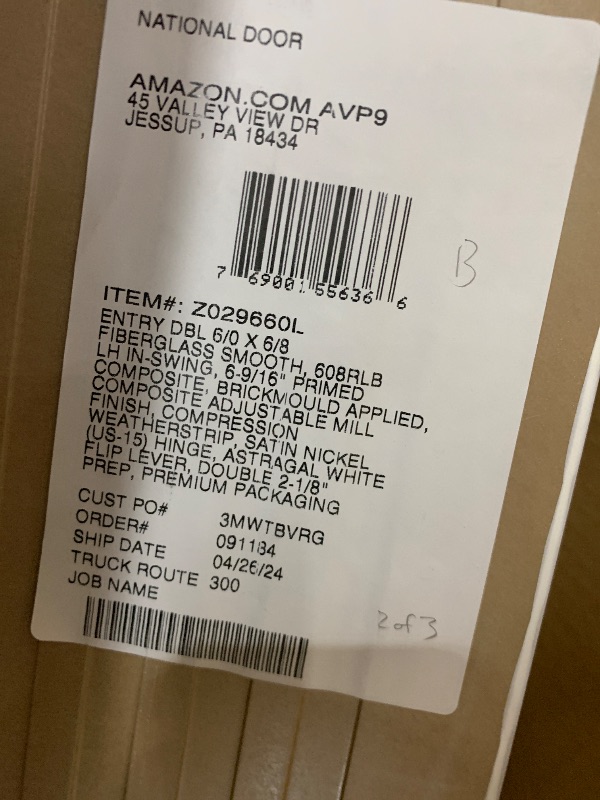 NATIONAL DOOR
AMAZON.COM AVP9
45 VALLEY VIEW DR
JESSUP, PA 18434
7 69001 55636 6
B
ITEM#: Z029660L
ENTRY DBL 6/0 X 6/8
FIBERGLASS SMOOTH, 608RLB
LH IN-SWING, 6-9/16" PRIMED
COMPOSITE, BRICKMOULD APPLIED,
COMPOSITE ADJUSTABLE MILL
FINISH, COMPRESSION
WEATHERSTRIP, SATIN NICKEL
(US-15) HINGE, ASTRAGAL WHITE
FLIP LEVER, DOUBLE 2-1/8"
PREP, PREMIUM PACKAGING
CUST PO# 3MWTBVRG
ORDER# 091184
SHIP DATE 04/26/24
TRUCK ROUTE 300
JOB NAME
2 of 3